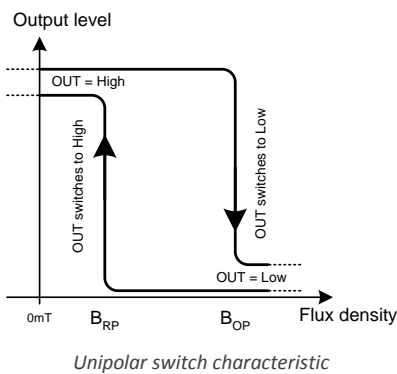 Output level
OUT = High
OUT switches to High
OUT switches to Low
OUT = Low
0mT
B_RP
B_OP
Flux density
Unipolar switch characteristic